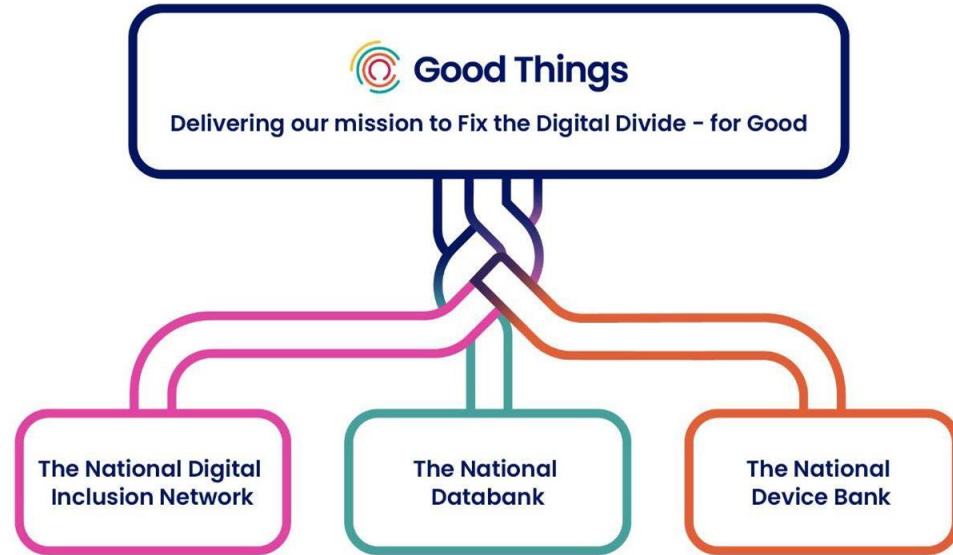 Good Things
Delivering our mission to Fix the Digital Divide - for Good
The National Digital
Inclusion Network
The National
Databank
The National
Device Bank